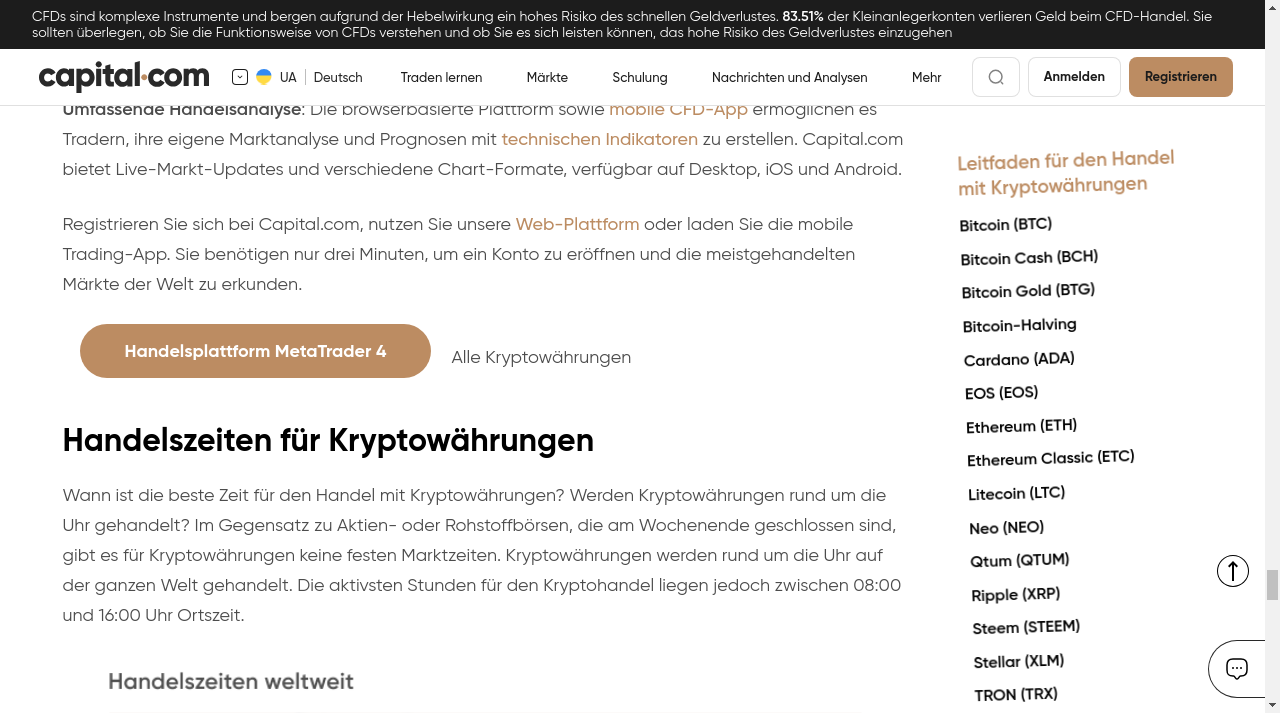 CFDs sind komplexe Instrumente und bergen aufgrund der Hebelwirkung ein hohes Risiko des schnellen Geldverlustes. 83.51% der Kleinanlegerkonten verlieren Geld beim CFD-Handel. Sie
sollten überlegen, ob Sie die Funktionsweise von CFDs verstehen und ob Sie es sich leisten können, das hohe Risiko des Geldverlustes einzugehen
capital.com
UA
Deutsch
Traden lernen
Märkte
Schulung
Nachrichten und Analysen
Mehr
Anmelden
Registrieren
Umfassende Handelsanalyse: Die browserbasierte Plattform sowie mobile CFD-App ermöglichen es
Tradern, ihre eigene Marktanalyse und Prognosen mit technischen Indikatoren zu erstellen. Capital.com
bietet Live-Markt-Updates und verschiedene Chart-Formate, verfügbar auf Desktop, iOS und Android.
Registrieren Sie sich bei Capital.com, nutzen Sie unsere Web-Plattform oder laden Sie die mobile
Trading-App. Sie benötigen nur drei Minuten, um ein Konto zu eröffnen und die meistgehandelten
Märkte der Welt zu erkunden.
Handelsplattform MetaTrader 4
Alle Kryptowährungen
Handelszeiten für Kryptowährungen
Wann ist die beste Zeit für den Handel mit Kryptowährungen? Werden Kryptowährungen rund um die
Uhr gehandelt? Im Gegensatz zu Aktien- oder Rohstoffbörsen, die am Wochenende geschlossen sind,
gibt es für Kryptowährungen keine festen Marktzeiten. Kryptowährungen werden rund um die Uhr auf
der ganzen Welt gehandelt. Die aktivsten Stunden für den Kryptohandel liegen jedoch zwischen 08:00
und 16:00 Uhr Ortszeit.
Handelszeiten weltweit
Leitfaden für den Handel
mit Kryptowährungen
Bitcoin (BTC)
Bitcoin Cash (BCH)
Bitcoin Gold (BTG)
Bitcoin-Halving
Cardano (ADA)
EOS (EOS)
Ethereum (ETH)
Ethereum Classic (ETC)
Litecoin (LTC)
Neo (NEO)
Qtum (QTUM)
Ripple (XRP)
Steem (STEEM)
Stellar (XLM)
TRON (TRX)